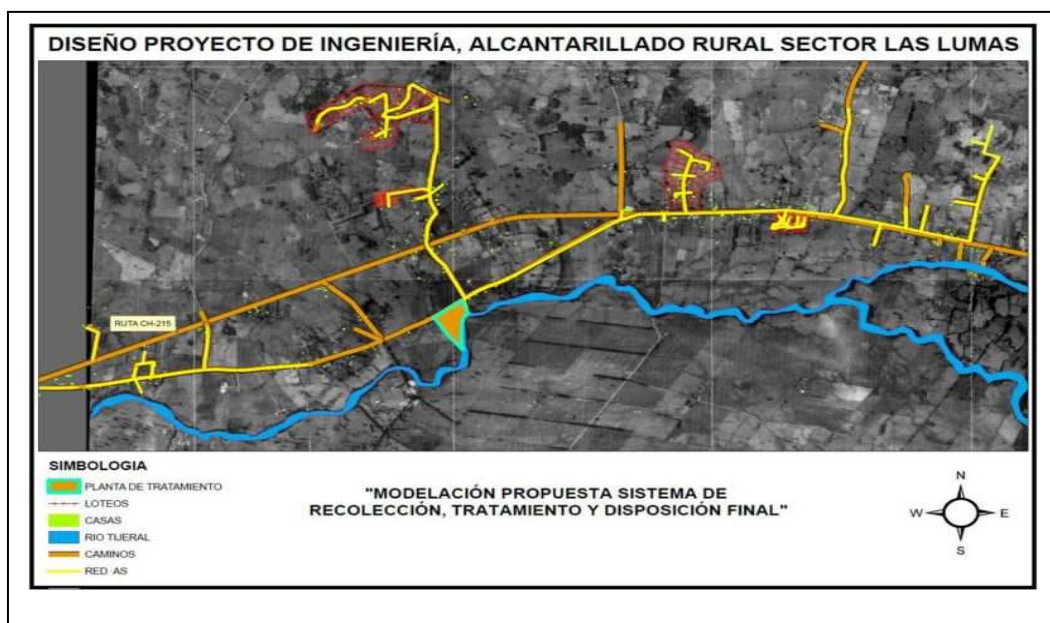 DISEÑO PROYECTO DE INGENIERÍA, ALCANTARILLADO RURAL SECTOR LAS LUMAS
RUTA CH-215
SIMBOLOGIA
PLANTA DE TRATAMIENTO
LOTEOS
CASAS
RIO TIJERAL
CAMINOS
RED AS
"MODELACIÓN PROPUESTA SISTEMA DE
RECOLECCIÓN, TRATAMIENTO Y DISPOSICIÓN FINAL"
N
W
E
S